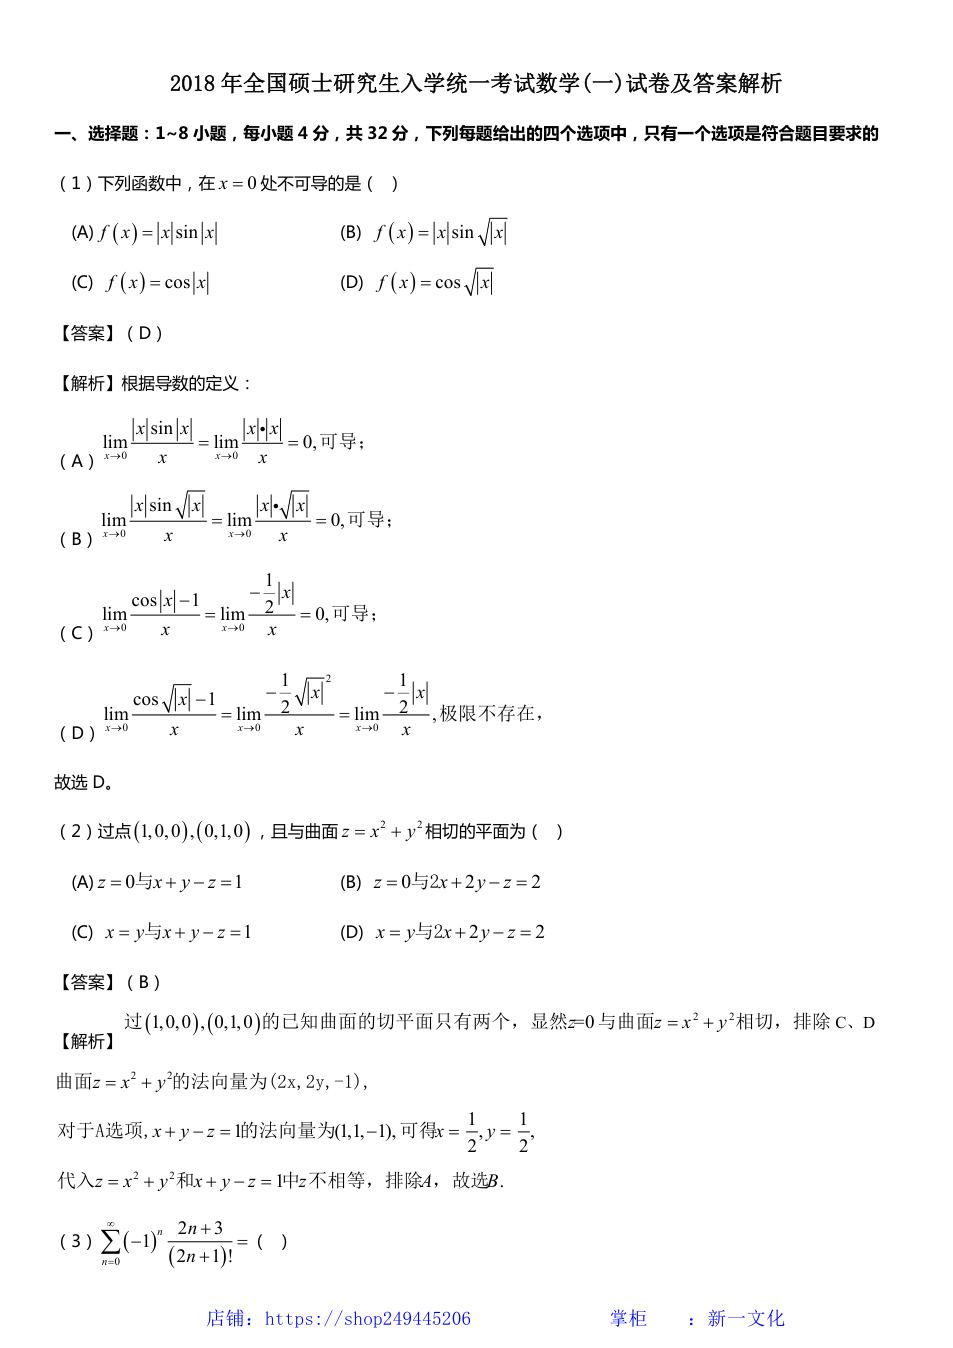 2018 年全国硕士研究生入学统一考试数学(一)试卷及答案解析
一、选择题：1~8 小题，每小题 4 分，共 32 分，下列每题给出的四个选项中，只有一个选项是符合题目要求的
（1）下列函数中，在 x = 0 处不可导的是（ ）
(A) f(x) = |x| sin|x| (B) f(x) = |x| sin√|x|
(C) f(x) = cos|x| (D) f(x) = cos√|x|
【答案】（D）
【解析】根据导数的定义：
（A） lim_{x→0} |x|sin|x| / x = lim_{x→0} |x|•|x| / x = 0, 可导；
（B） lim_{x→0} |x|sin√|x| / x = lim_{x→0} |x|•√|x| / x = 0, 可导；
（C） lim_{x→0} (cos|x| − 1) / x = lim_{x→0} (−1/2 |x|) / x = 0, 可导；
（D） lim_{x→0} (cos√|x| − 1) / x = lim_{x→0} (−1/2 √|x|²) / x = lim_{x→0} (−1/2 |x|) / x , 极限不存在，
故选 D。
（2）过点 (1,0,0),(0,1,0) ，且与曲面 z = x² + y² 相切的平面为（ ）
(A) z = 0与x + y − z = 1 (B) z = 0与2x + 2y − z = 2
(C) x = y与x + y − z = 1 (D) x = y与2x + 2y − z = 2
【答案】（B）
【解析】过(1,0,0),(0,1,0)的已知曲面的切平面只有两个，显然z=0 与曲面z = x² + y²相切，排除 C、D
曲面z = x² + y²的法向量为(2x,2y,-1),
对于A选项, x + y − z = 1的法向量为(1,1,−1), 可得x = 1/2, y = 1/2,
代入z = x² + y²和x + y − z = 1中z不相等，排除A，故选B.
（3） ∑_{n=0}^{∞} (−1)ⁿ (2n + 3) / (2n + 1)! = （ ）
店铺：https://shop249445206 掌柜 ：新一文化